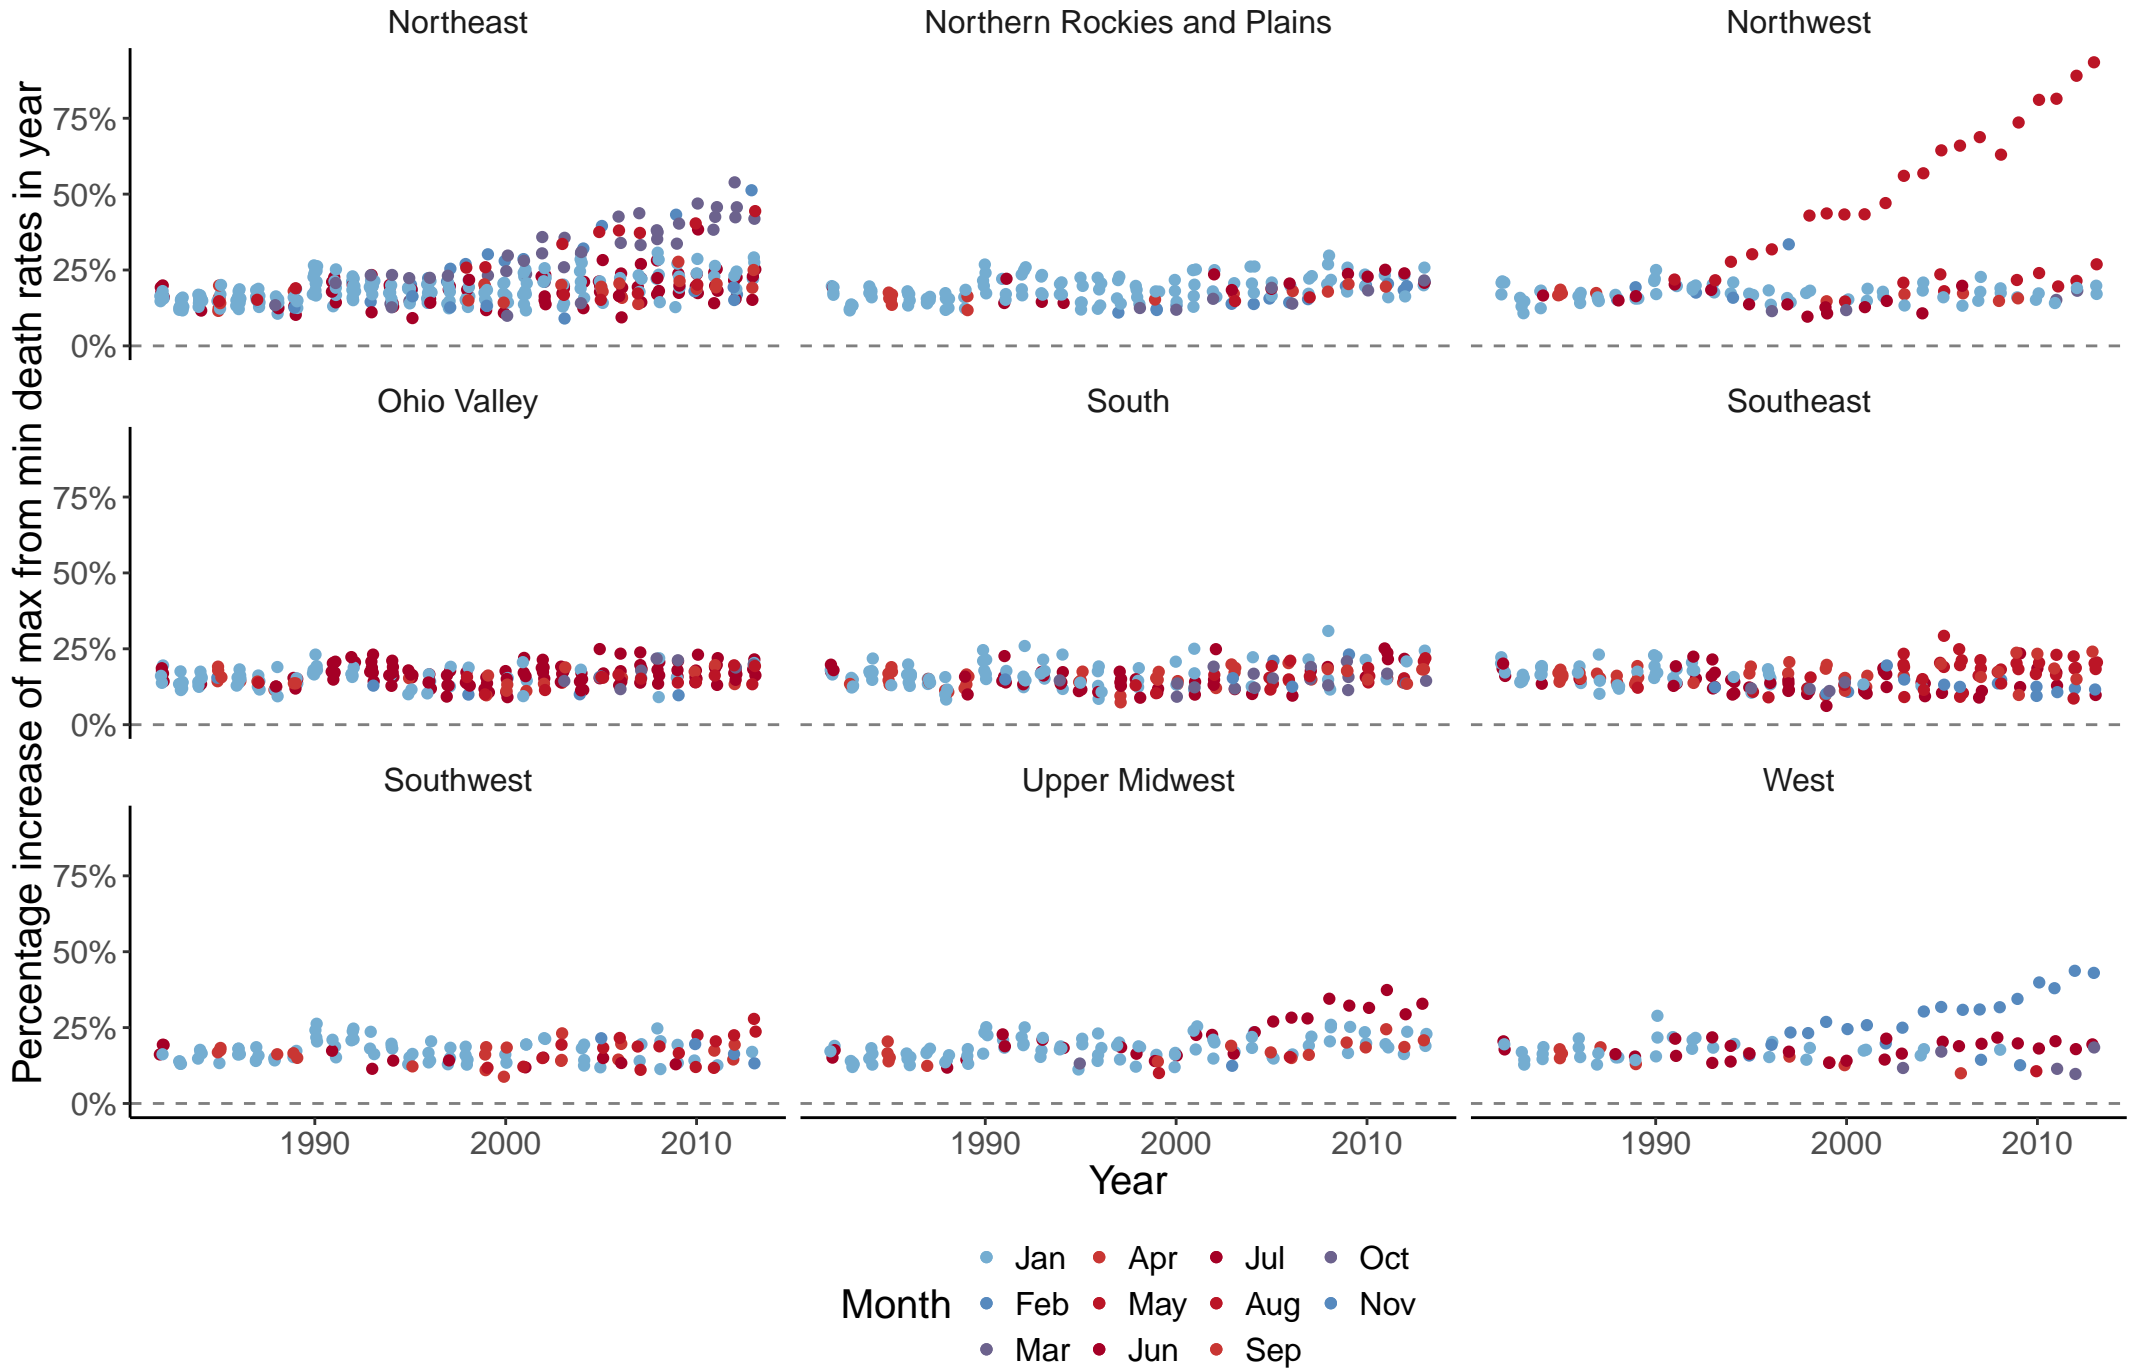 Northeast Northern Rockies and Plains Northwest
75%
50%
25%
0%
Ohio Valley South Southeast
75%
50%
25%
0%
Southwest Upper Midwest West
75%
50%
25%
0%
Percentage increase of max from min death rates in year
1990 2000 2010 1990 2000 2010 1990 2000 2010
Year
Month
Jan Apr Jul Oct
Feb May Aug Nov
Mar Jun Sep